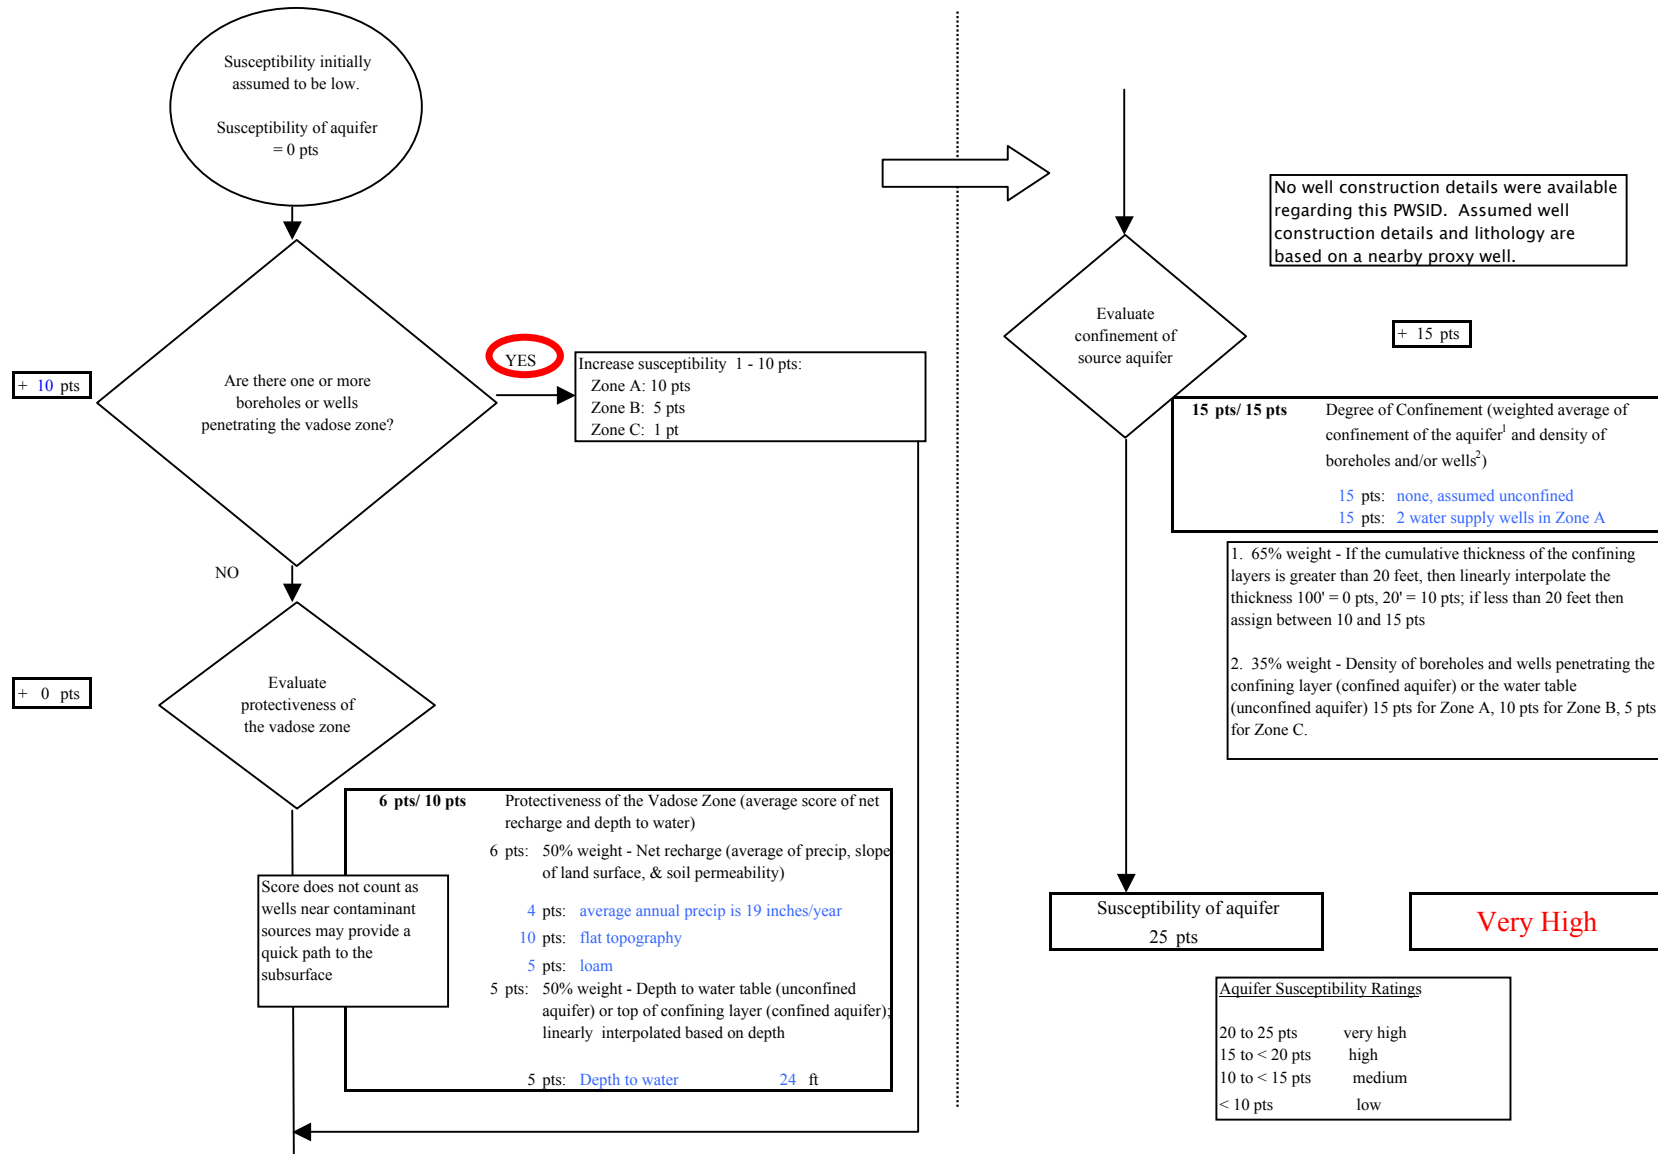 Susceptibility initially
assumed to be low.
Susceptibility of aquifer
= 0 pts
+ 10 pts
Are there one or more
boreholes or wells
penetrating the vadose zone?
YES
Increase susceptibility 1 - 10 pts:
Zone A: 10 pts
Zone B: 5 pts
Zone C: 1 pt
NO
+ 0 pts
Evaluate
protectiveness of
the vadose zone
6 pts/ 10 pts Protectiveness of the Vadose Zone (average score of net
recharge and depth to water)
6 pts: 50% weight - Net recharge (average of precip, slope
of land surface, & soil permeability)
4 pts: average annual precip is 19 inches/year
10 pts: flat topography
5 pts: loam
5 pts: 50% weight - Depth to water table (unconfined
aquifer) or top of confining layer (confined aquifer);
linearly interpolated based on depth
5 pts: Depth to water 24 ft
Score does not count as
wells near contaminant
sources may provide a
quick path to the
subsurface
No well construction details were available
regarding this PWSID. Assumed well
construction details and lithology are
based on a nearby proxy well.
Evaluate
confinement of
source aquifer
+ 15 pts
15 pts/ 15 pts Degree of Confinement (weighted average of
confinement of the aquifer1 and density of
boreholes and/or wells2)
15 pts: none, assumed unconfined
15 pts: 2 water supply wells in Zone A
1. 65% weight - If the cumulative thickness of the confining
layers is greater than 20 feet, then linearly interpolate the
thickness 100' = 0 pts, 20' = 10 pts; if less than 20 feet then
assign between 10 and 15 pts
2. 35% weight - Density of boreholes and wells penetrating the
confining layer (confined aquifer) or the water table
(unconfined aquifer) 15 pts for Zone A, 10 pts for Zone B, 5 pts
for Zone C.
Susceptibility of aquifer
25 pts
Very High
Aquifer Susceptibility Ratings
20 to 25 pts very high
15 to < 20 pts high
10 to < 15 pts medium
< 10 pts low